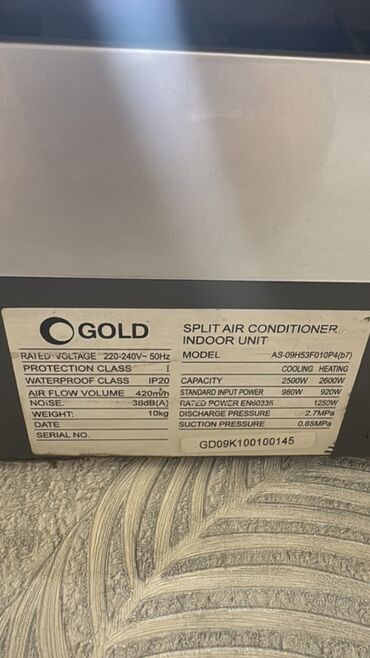 GOLD
SPLIT AIR CONDITIONER
INDOOR UNIT
RATED VOLTAGE 220-240V~ 50Hz
PROTECTION CLASS I
WATERPROOF CLASS IP20
AIR FLOW VOLUME 420m³/h
NOISE: 38dB(A)
WEIGHT: 10kg
DATE
SERIAL NO.
MODEL AS-09H53F010P4(b7)
COOLING HEATING
CAPACITY 2500W 2600W
STANDARD INPUT POWER 980W 920W
RATED POWER EN60335 1250W
DISCHARGE PRESSURE 2.7MPa
SUCTION PRESSURE 0.65MPa
GD09K100100145